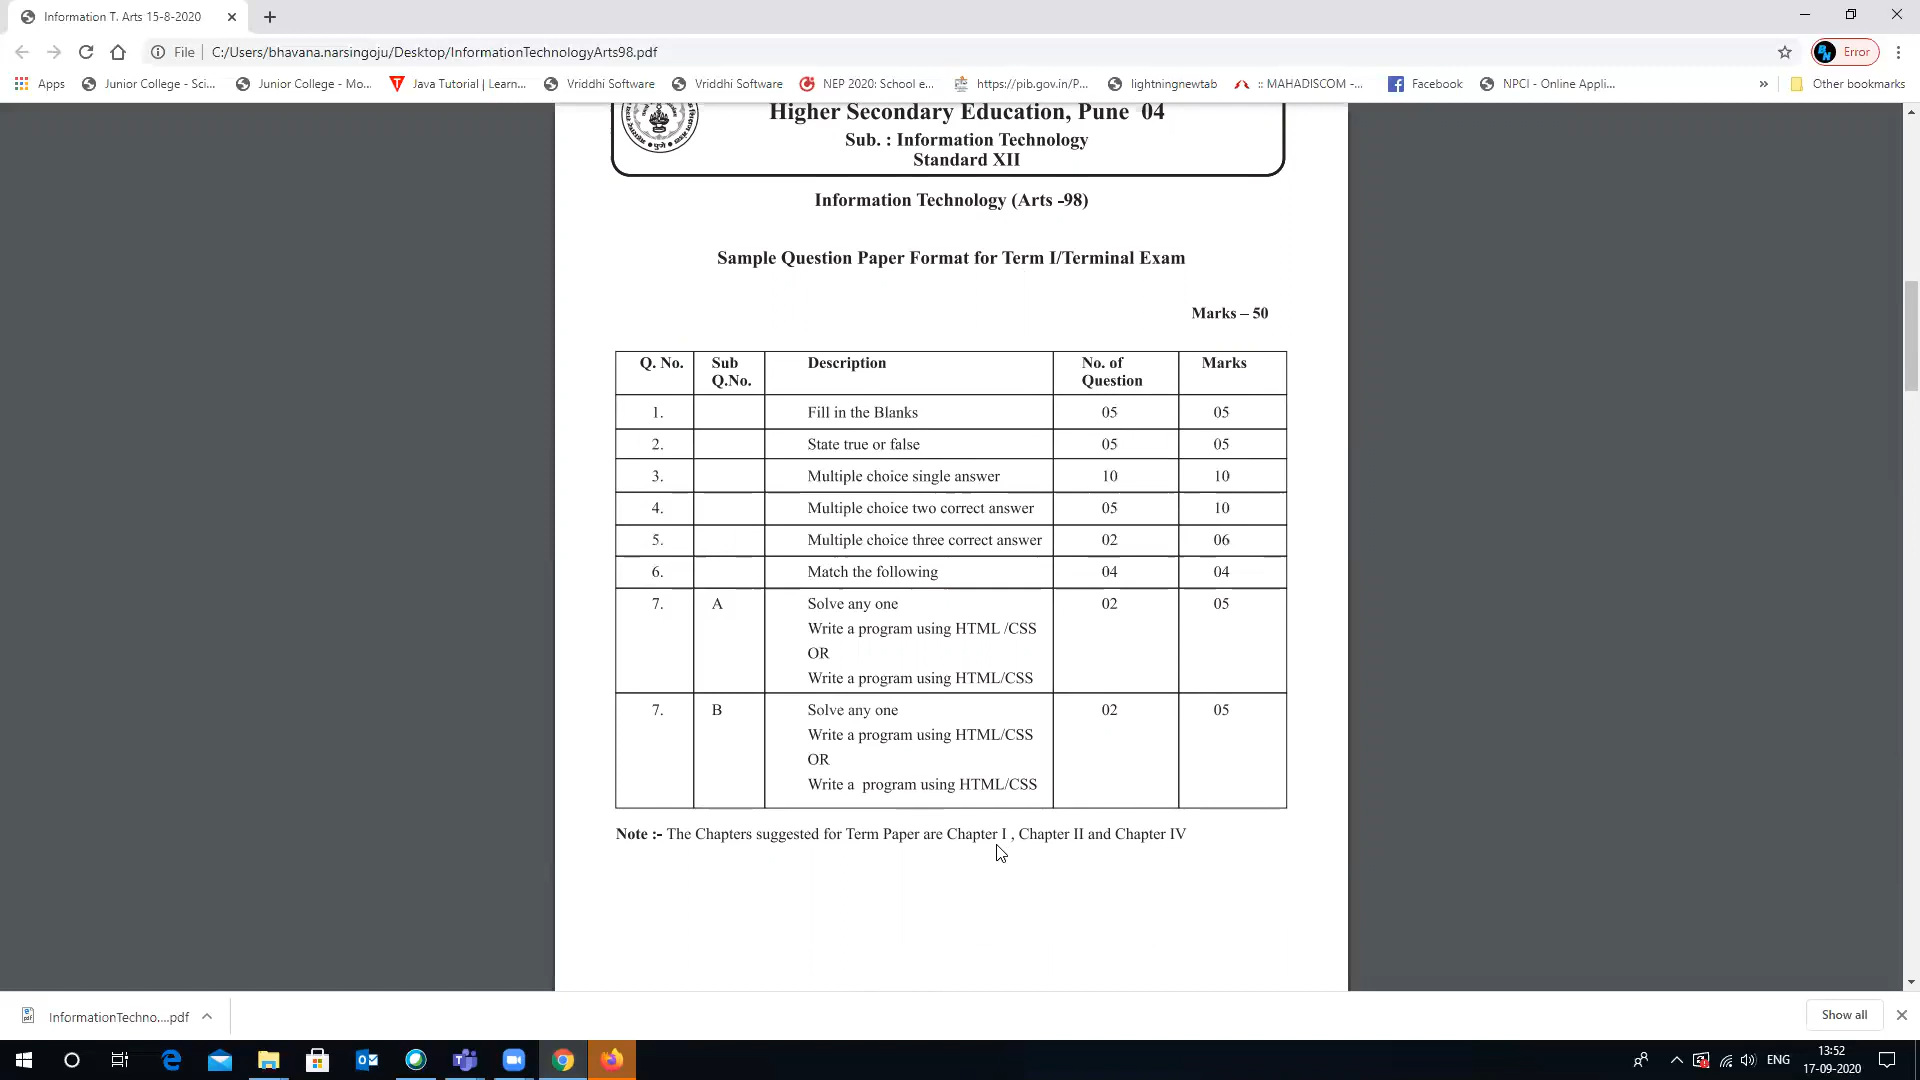 Information T. Arts 15-8-2020
File C:/Users/bhavana.narsingoju/Desktop/InformationTechnologyArts98.pdf
Error
Apps Junior College - Sci... Junior College - Mo... Java Tutorial | Learn... Vriddhi Software Vriddhi Software NEP 2020: School e... https://pib.gov.in/P... lightningnewtab :: MAHADISCOM -... Facebook NPCI - Online Appli... » Other bookmarks
Higher Secondary Education, Pune 04
Sub. : Information Technology
Standard XII
Information Technology (Arts -98)
Sample Question Paper Format for Term I/Terminal Exam
Marks – 50
Q. No. Sub Q.No. Description No. of Question Marks
1. Fill in the Blanks 05 05
2. State true or false 05 05
3. Multiple choice single answer 10 10
4. Multiple choice two correct answer 05 10
5. Multiple choice three correct answer 02 06
6. Match the following 04 04
7. A Solve any one 02 05
Write a program using HTML /CSS
OR
Write a program using HTML/CSS
7. B Solve any one 02 05
Write a program using HTML/CSS
OR
Write a program using HTML/CSS
Note :- The Chapters suggested for Term Paper are Chapter I , Chapter II and Chapter IV
InformationTechno....pdf
Show all
ENG
13:52
17-09-2020